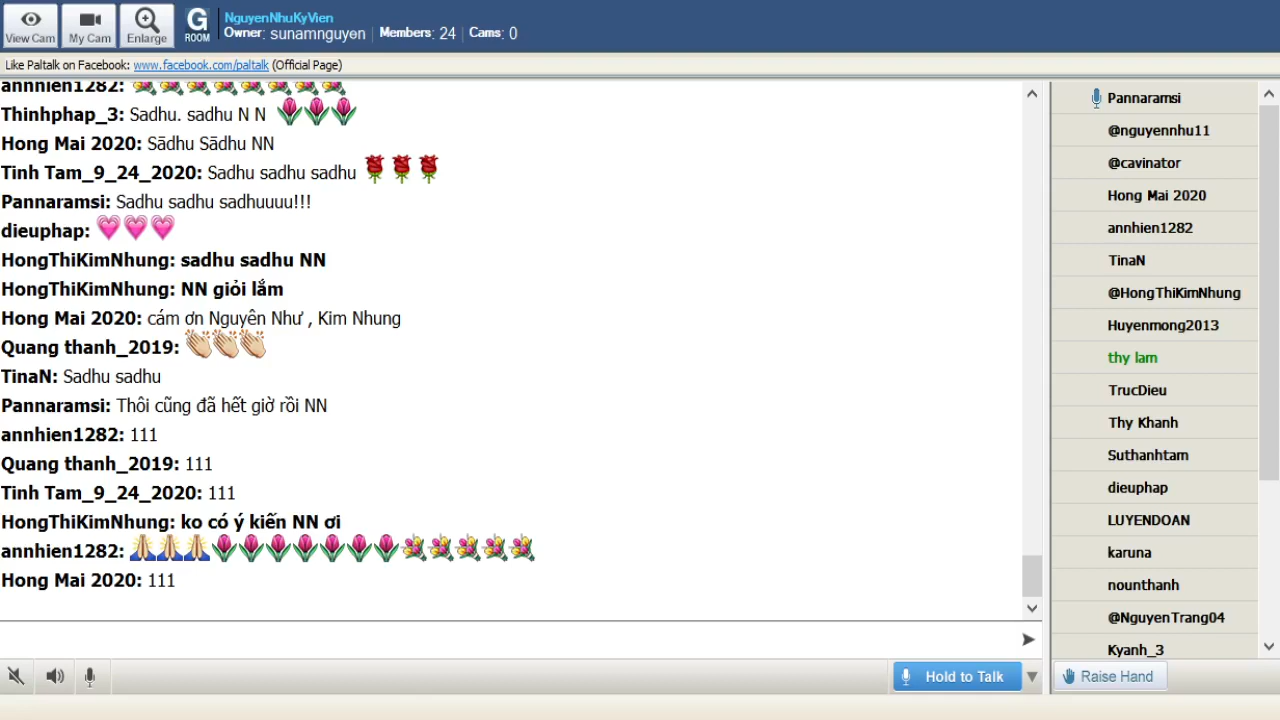 View Cam
My Cam
Enlarge
G
ROOM
NguyenNhuKyVien
Owner: sunamnguyen | Members: 24 | Cams: 0
Like Paltalk on Facebook: www.facebook.com/paltalk (Official Page)
annhien1282:
Thinhphap_3: Sadhu. sadhu N N
Hong Mai 2020: Sādhu Sādhu NN
Tinh Tam_9_24_2020: Sadhu sadhu sadhu
Pannaramsi: Sadhu sadhu sadhuuuu!!!
dieuphap:
HongThiKimNhung: sadhu sadhu NN
HongThiKimNhung: NN giỏi lắm
Hong Mai 2020: cám ơn Nguyên Như , Kim Nhung
Quang thanh_2019:
TinaN: Sadhu sadhu
Pannaramsi: Thôi cũng đã hết giờ rồi NN
annhien1282: 111
Quang thanh_2019: 111
Tinh Tam_9_24_2020: 111
HongThiKimNhung: ko có ý kiến NN ơi
annhien1282:
Hong Mai 2020: 111
Hold to Talk
Pannaramsi
@nguyennhu11
@cavinator
Hong Mai 2020
annhien1282
TinaN
@HongThiKimNhung
Huyenmong2013
thy lam
TrucDieu
Thy Khanh
Suthanhtam
dieuphap
LUYENDOAN
karuna
nounthanh
@NguyenTrang04
Kyanh_3
Raise Hand